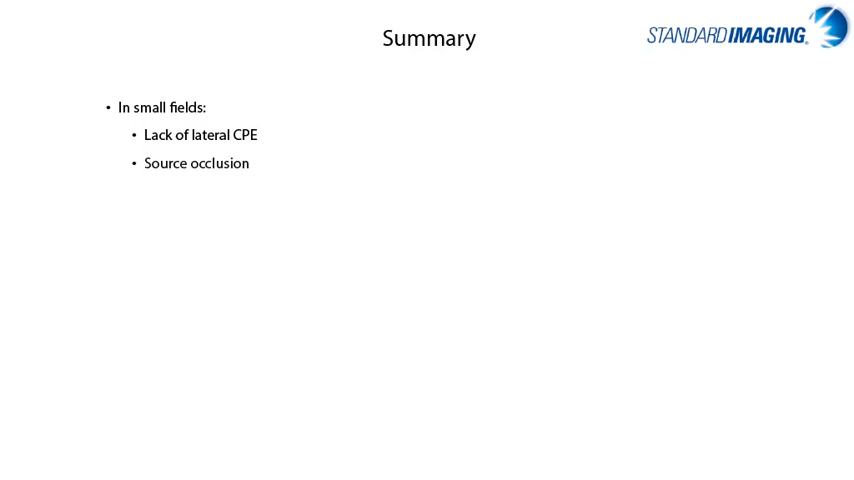 Summary
STANDARD IMAGING®
• In small fields:
• Lack of lateral CPE
• Source occlusion